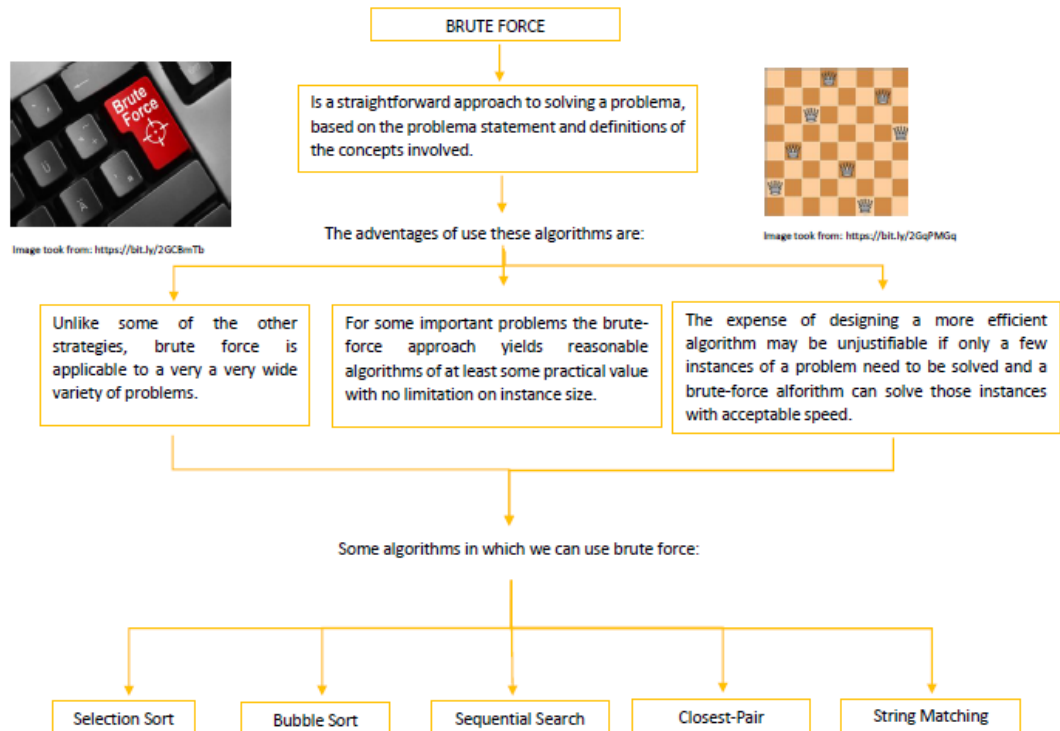 BRUTE FORCE
Brute
Force
Is a straightforward approach to solving a problema,
based on the problema statement and definitions of
the concepts involved.
Image took from: https://bit.ly/2GCBmTb
Image took from: https://bit.ly/2GqPMGq
The adventages of use these algorithms are:
Unlike some of the other
strategies, brute force is
applicable to a very a very wide
variety of problems.
For some important problems the brute-
force approach yields reasonable
algorithms of at least some practical value
with no limitation on instance size.
The expense of designing a more efficient
algorithm may be unjustifiable if only a few
instances of a problem need to be solved and a
brute-force alforithm can solve those instances
with acceptable speed.
Some algorithms in which we can use brute force:
Selection Sort
Bubble Sort
Sequential Search
Closest-Pair
String Matching